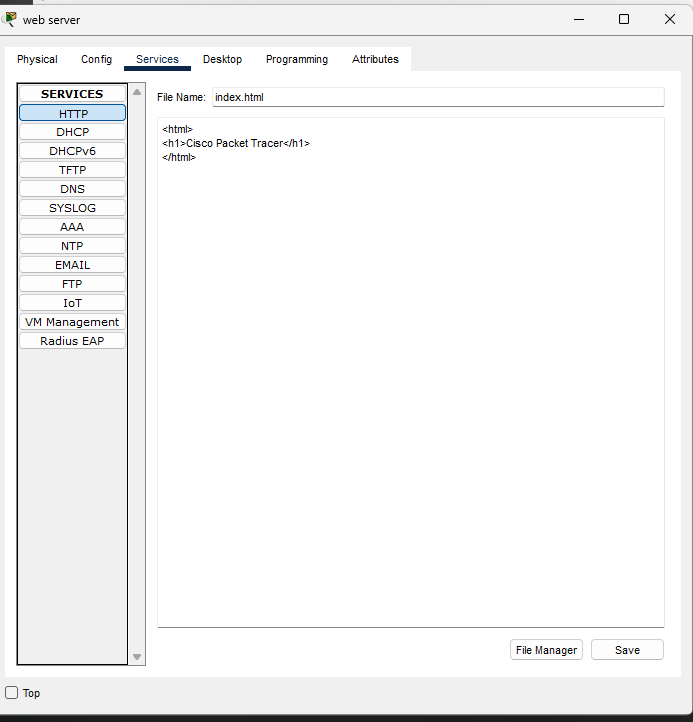 web server
Physical Config Services Desktop Programming Attributes
SERVICES
HTTP
DHCP
DHCPv6
TFTP
DNS
SYSLOG
AAA
NTP
EMAIL
FTP
IoT
VM Management
Radius EAP
File Name: index.html
<html>
<h1>Cisco Packet Tracer</h1>
</html>
File Manager Save
Top